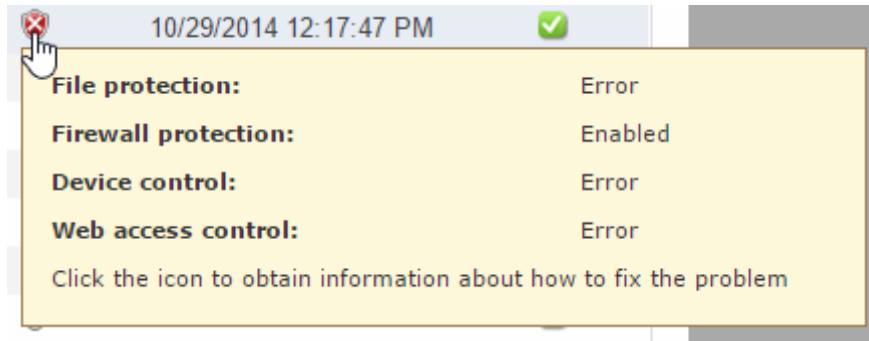 10/29/2014 12:17:47 PM
File protection: Error
Firewall protection: Enabled
Device control: Error
Web access control: Error
Click the icon to obtain information about how to fix the problem